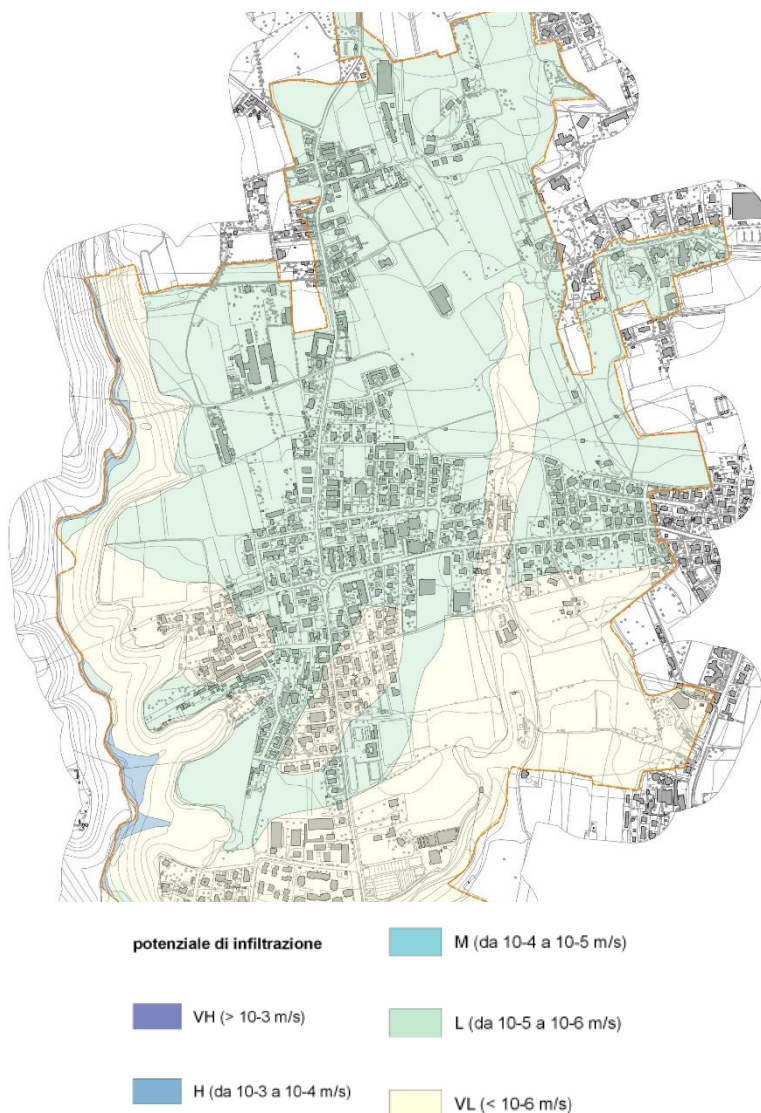 potenziale di infiltrazione
VH (> 10-3 m/s)
H (da 10-3 a 10-4 m/s)
M (da 10-4 a 10-5 m/s)
L (da 10-5 a 10-6 m/s)
VL (< 10-6 m/s)